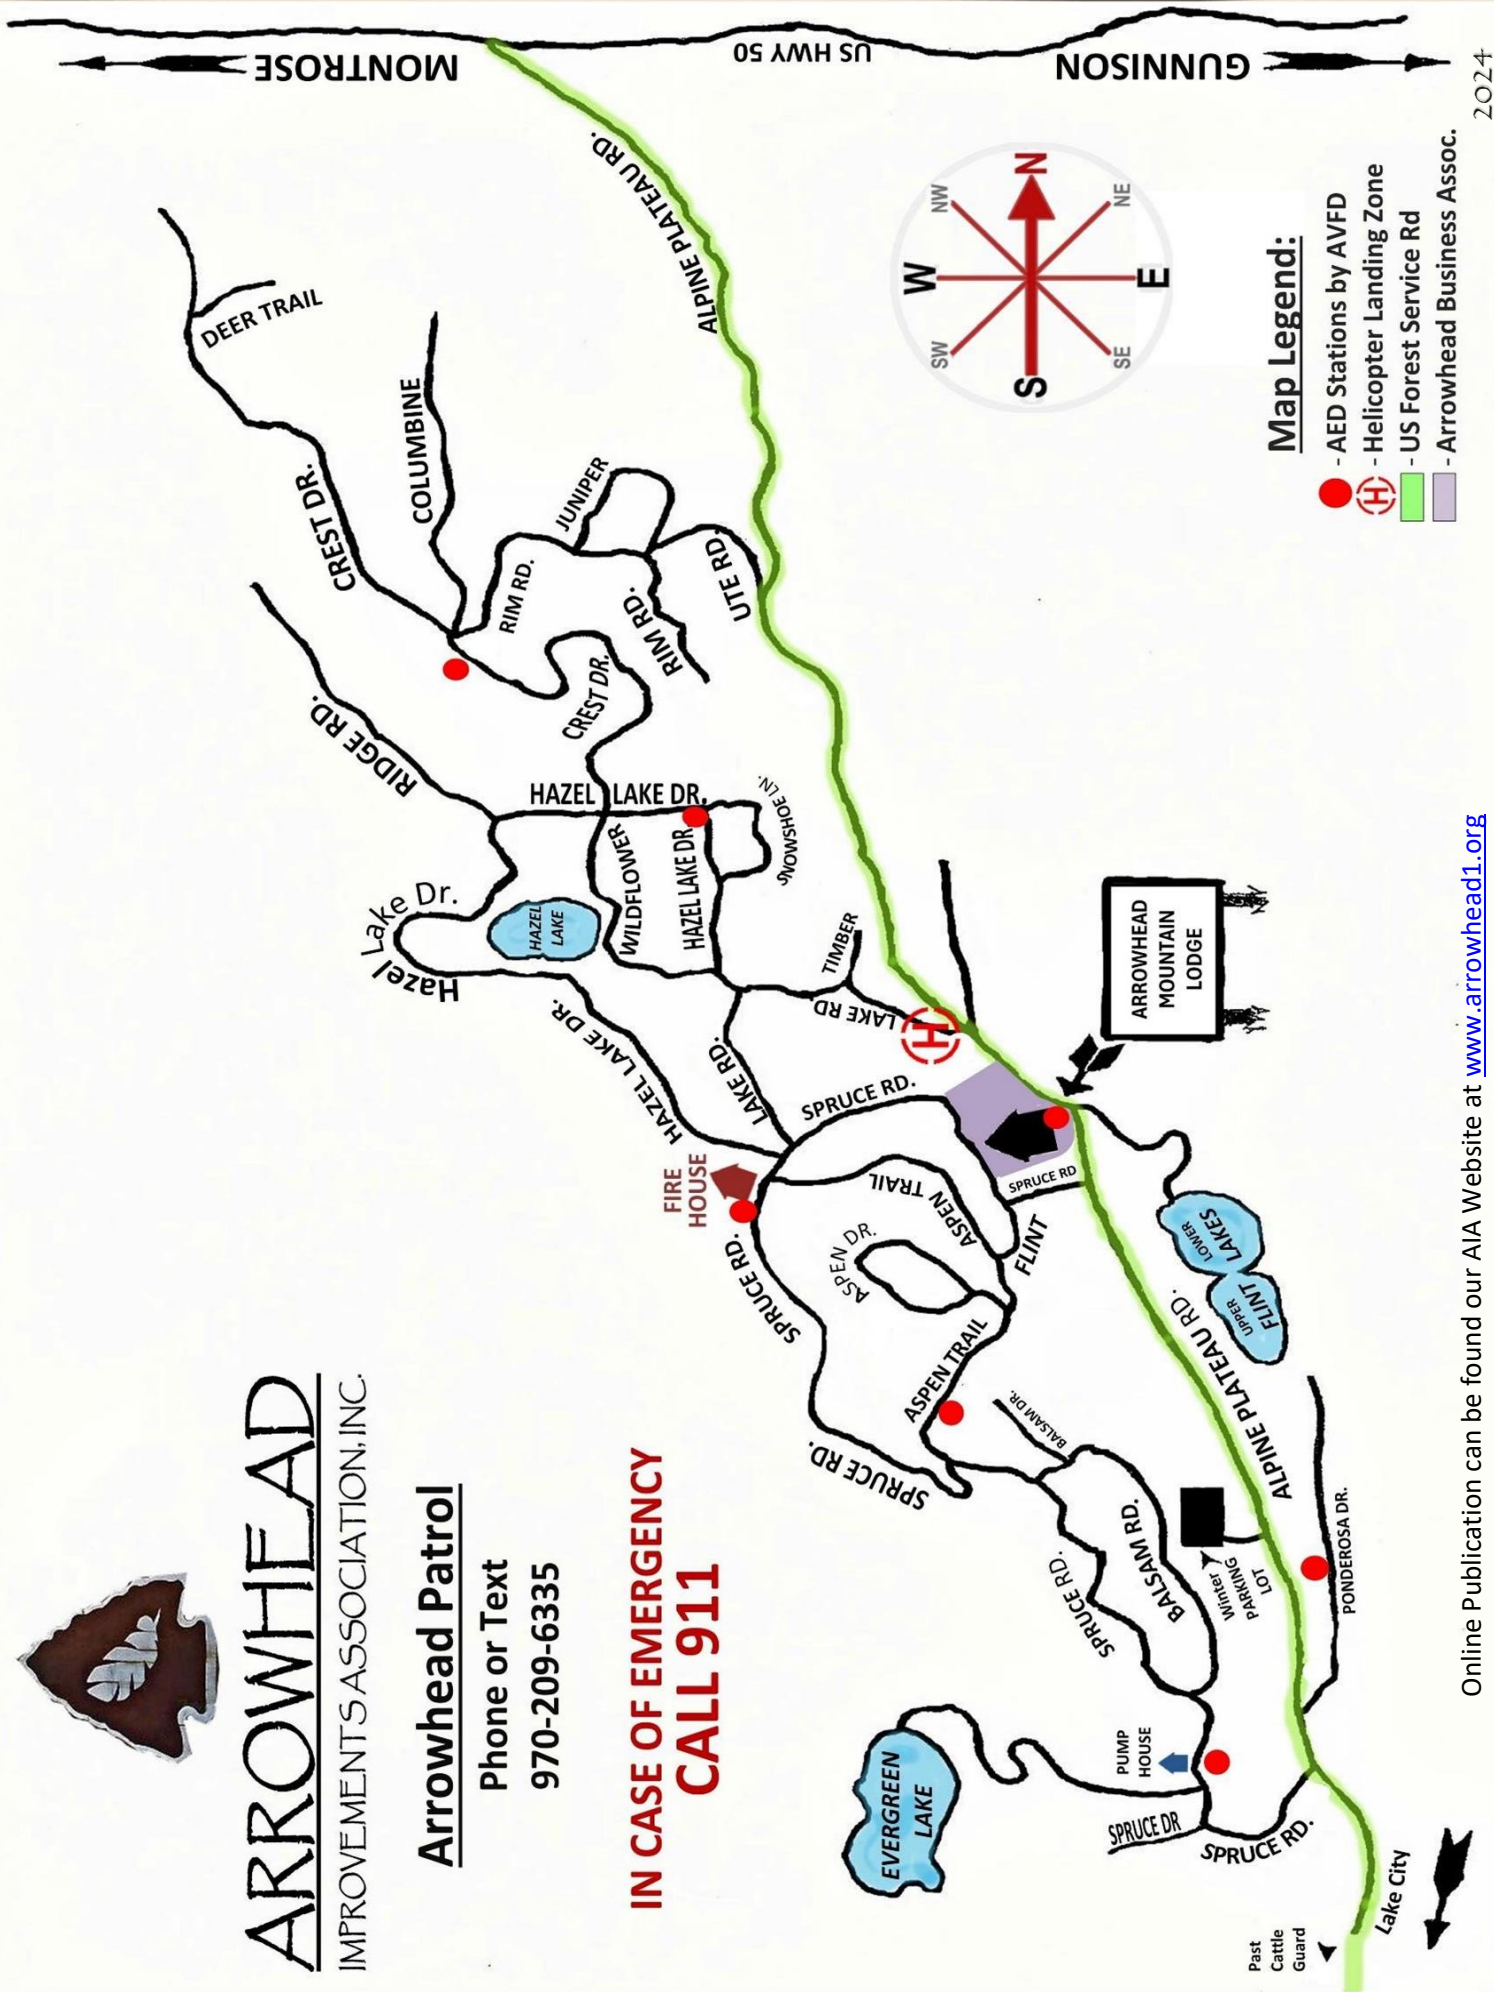 ARROWHEAD
IMPROVEMENTS ASSOCIATION, INC.
Arrowhead Patrol
Phone or Text
970-209-6335
IN CASE OF EMERGENCY
CALL 911
MONTROSE
US HWY 50
GUNNISON
ALPINE PLATEAU RD.
ALPINE PLATEAU
DEER TRAIL
CREST DR.
COLUMBINE
JUNIPER
RIM RD.
RIM RD.
UTE RD.
CREST DR.
RIDGE RD.
HAZEL LAKE DR.
SNOWSHOE LN.
WILDFLOWER
HAZEL LAKE DR
Hazel Lake Dr.
HAZEL
LAKE
HAZEL LAKE DR.
TIMBER
LAKE RD.
LAKE RD.
H
SPRUCE RD.
FIRE
HOUSE
SPRUCE RD.
ASPEN TRAIL
ASPEN DR.
FLINT
SPRUCE RD
ARROWHEAD
MOUNTAIN
LODGE
LOWER
LAKES
UPPER
FLINT
ALPINE PLATEAU RD.
ASPEN TRAIL
SPRUCE RD.
BALSAM DR.
BALSAM RD.
SPRUCE RD.
Winter
PARKING
LOT
PONDEROSA DR.
EVERGREEN
LAKE
PUMP
HOUSE
SPRUCE DR
SPRUCE RD.
Past
Cattle
Guard
Lake City
N
NE
E
SE
S
SW
W
NW
Map Legend:
- AED Stations by AVFD
H - Helicopter Landing Zone
- US Forest Service Rd
- Arrowhead Business Assoc.
2024
Online Publication can be found our AIA Website at www.arrowhead1.org